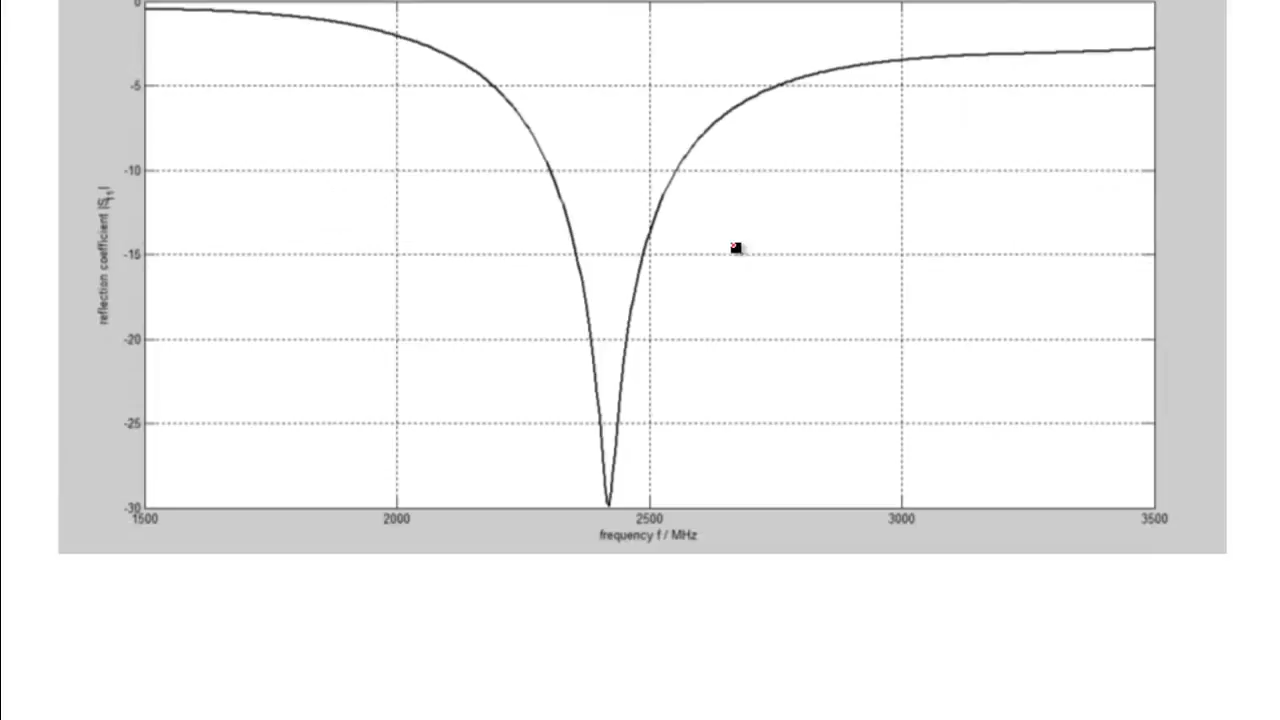 0
-5
-10
-15
-20
-25
-30
reflection coefficient |S11|
1500 2000 2500 3000 3500
frequency f / MHz